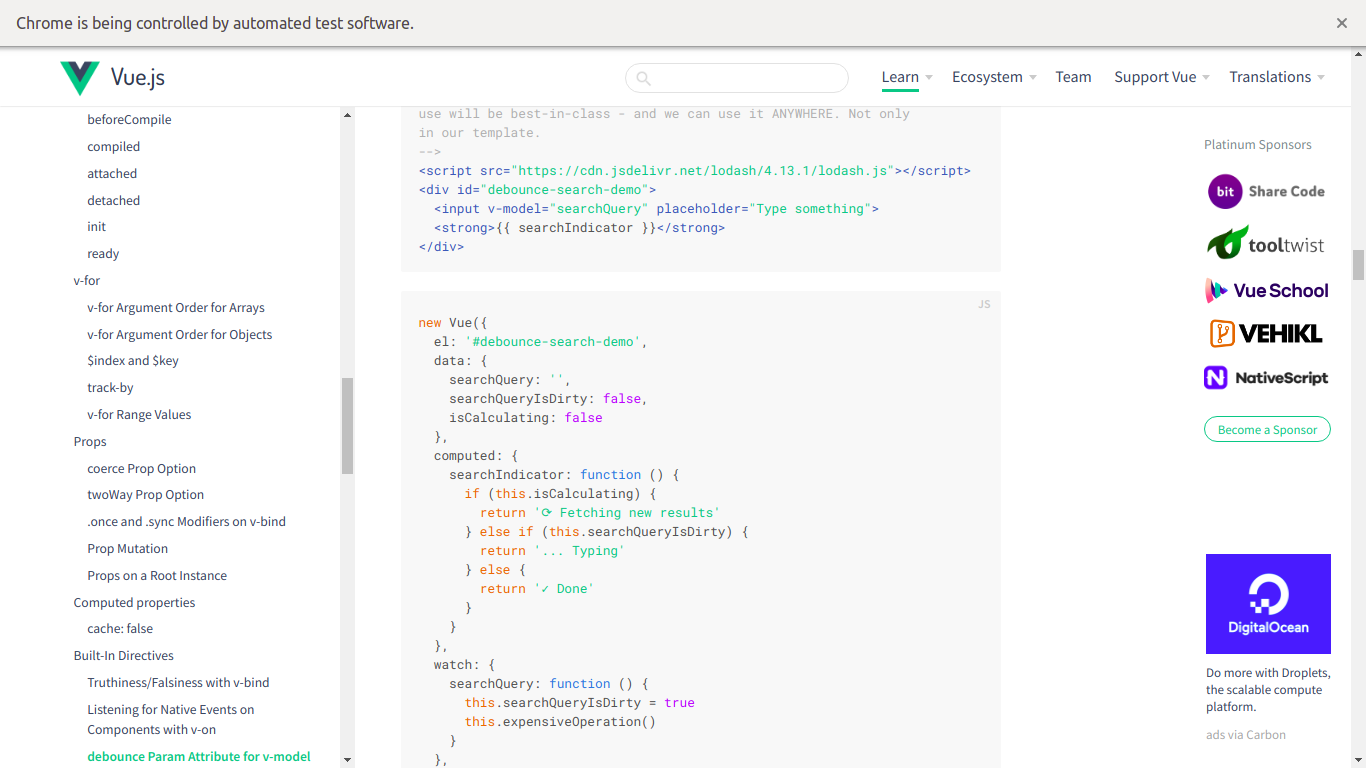 Chrome is being controlled by automated test software.
Vue.js
Learn
Ecosystem
Team
Support Vue
Translations
beforeCompile
compiled
attached
detached
init
ready
v-for
v-for Argument Order for Arrays
v-for Argument Order for Objects
$index and $key
track-by
v-for Range Values
Props
coerce Prop Option
twoWay Prop Option
.once and .sync Modifiers on v-bind
Prop Mutation
Props on a Root Instance
Computed properties
cache: false
Built-In Directives
Truthiness/Falsiness with v-bind
Listening for Native Events on
Components with v-on
debounce Param Attribute for v-model
use will be best-in-class - and we can use it ANYWHERE. Not only
in our template.
-->
<script src="https://cdn.jsdelivr.net/lodash/4.13.1/lodash.js"></script>
<div id="debounce-search-demo">
  <input v-model="searchQuery" placeholder="Type something">
  <strong>{{ searchIndicator }}</strong>
</div>
JS
new Vue({
  el: '#debounce-search-demo',
  data: {
    searchQuery: '',
    searchQueryIsDirty: false,
    isCalculating: false
  },
  computed: {
    searchIndicator: function () {
      if (this.isCalculating) {
        return '⟳ Fetching new results'
      } else if (this.searchQueryIsDirty) {
        return '... Typing'
      } else {
        return '✓ Done'
      }
    }
  },
  watch: {
    searchQuery: function () {
      this.searchQueryIsDirty = true
      this.expensiveOperation()
    }
  },
Platinum Sponsors
bit Share Code
tooltwist
Vue School
VEHIKL
NativeScript
Become a Sponsor
DigitalOcean
Do more with Droplets,
the scalable compute
platform.
ads via Carbon